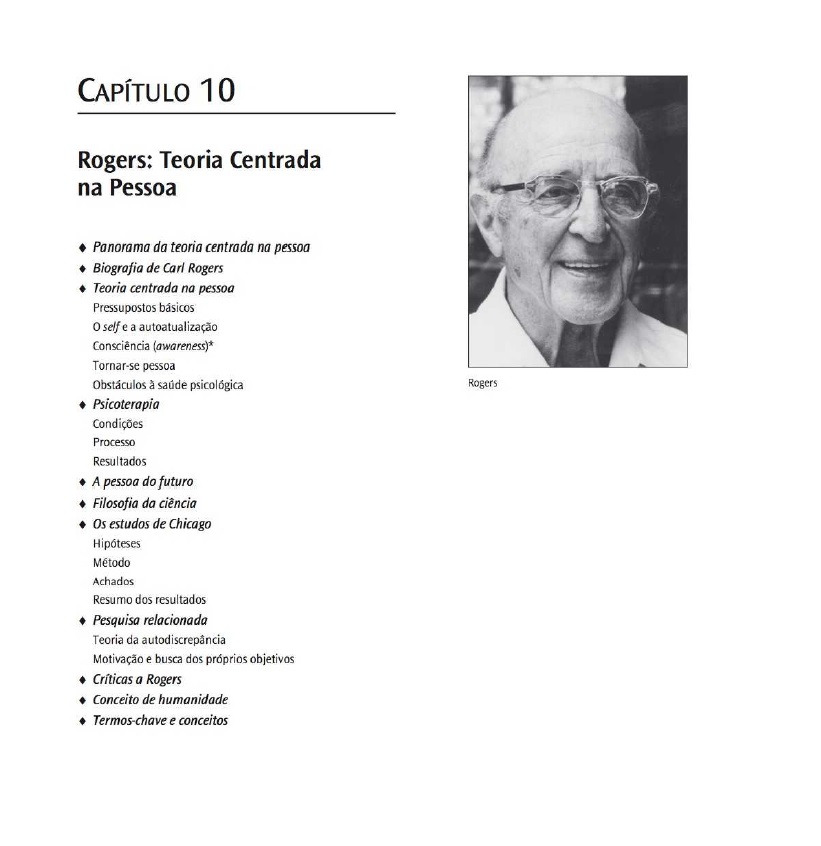 CAPÍTULO 10
Rogers: Teoria Centrada
na Pessoa
♦ Panorama da teoria centrada na pessoa
♦ Biografia de Carl Rogers
♦ Teoria centrada na pessoa
Pressupostos básicos
O self e a autoatualização
Consciência (awareness)*
Tornar-se pessoa
Obstáculos à saúde psicológica
♦ Psicoterapia
Condições
Processo
Resultados
♦ A pessoa do futuro
♦ Filosofia da ciência
♦ Os estudos de Chicago
Hipóteses
Método
Achados
Resumo dos resultados
♦ Pesquisa relacionada
Teoria da autodiscrepância
Motivação e busca dos próprios objetivos
♦ Críticas a Rogers
♦ Conceito de humanidade
♦ Termos-chave e conceitos
Rogers